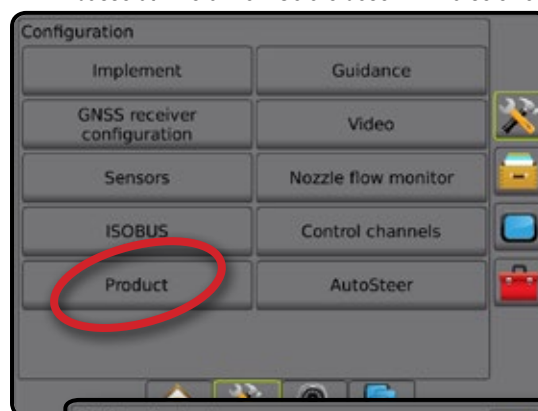 Configuration
Implement
Guidance
GNSS receiver
configuration
Video
Sensors
Nozzle flow monitor
ISOBUS
Control channels
Product
AutoSteer